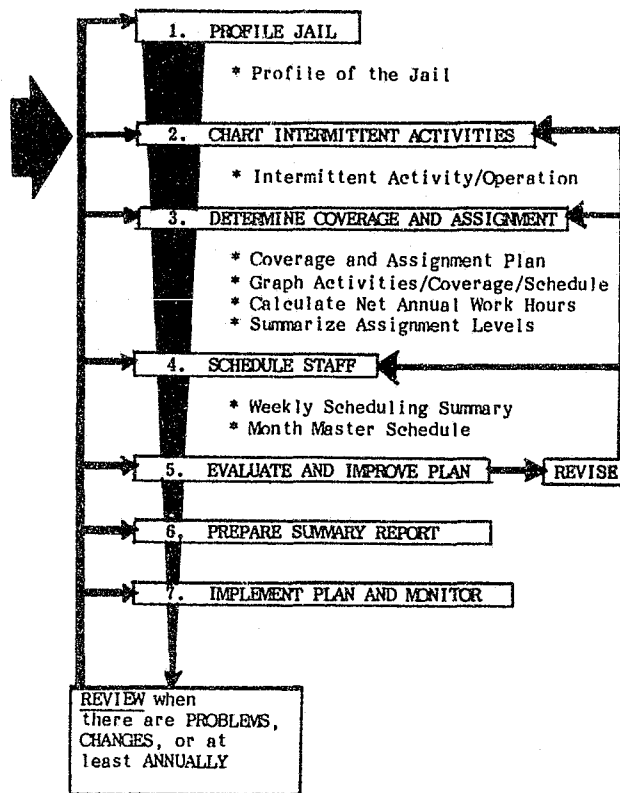 1. PROFILE JAIL
* Profile of the Jail
2. CHART INTERMITTENT ACTIVITIES
* Intermittent Activity/Operation
3. DETERMINE COVERAGE AND ASSIGNMENT
* Coverage and Assignment Plan
* Graph Activities/Coverage/Schedule
* Calculate Net Annual Work Hours
* Summarize Assignment Levels
4. SCHEDULE STAFF
* Weekly Scheduling Summary
* Month Master Schedule
5. EVALUATE AND IMPROVE PLAN
REVISE
6. PREPARE SUMMARY REPORT
7. IMPLEMENT PLAN AND MONITOR
REVIEW when
there are PROBLEMS,
CHANGES, or at
least ANNUALLY